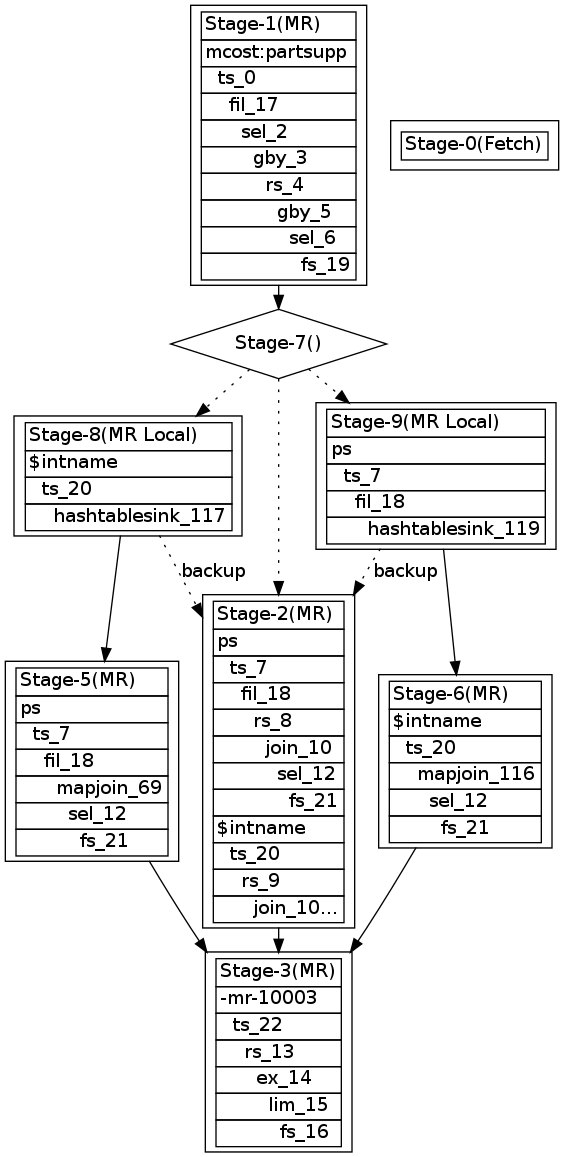 Stage-1(MR)
mcost:partsupp
ts_0
fil_17
sel_2
gby_3
rs_4
gby_5
sel_6
fs_19
Stage-0(Fetch)
Stage-7()
Stage-8(MR Local)
$intname
ts_20
hashtablesink_117
Stage-9(MR Local)
ps
ts_7
fil_18
hashtablesink_119
backup
backup
Stage-5(MR)
ps
ts_7
fil_18
mapjoin_69
sel_12
fs_21
Stage-2(MR)
ps
ts_7
fil_18
rs_8
join_10
sel_12
fs_21
$intname
ts_20
rs_9
join_10...
Stage-6(MR)
$intname
ts_20
mapjoin_116
sel_12
fs_21
Stage-3(MR)
-mr-10003
ts_22
rs_13
ex_14
lim_15
fs_16